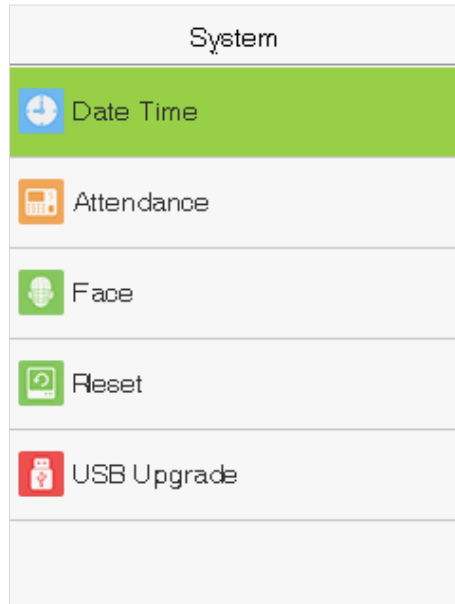 System
Date Time
Attendance
Face
Reset
USB Upgrade